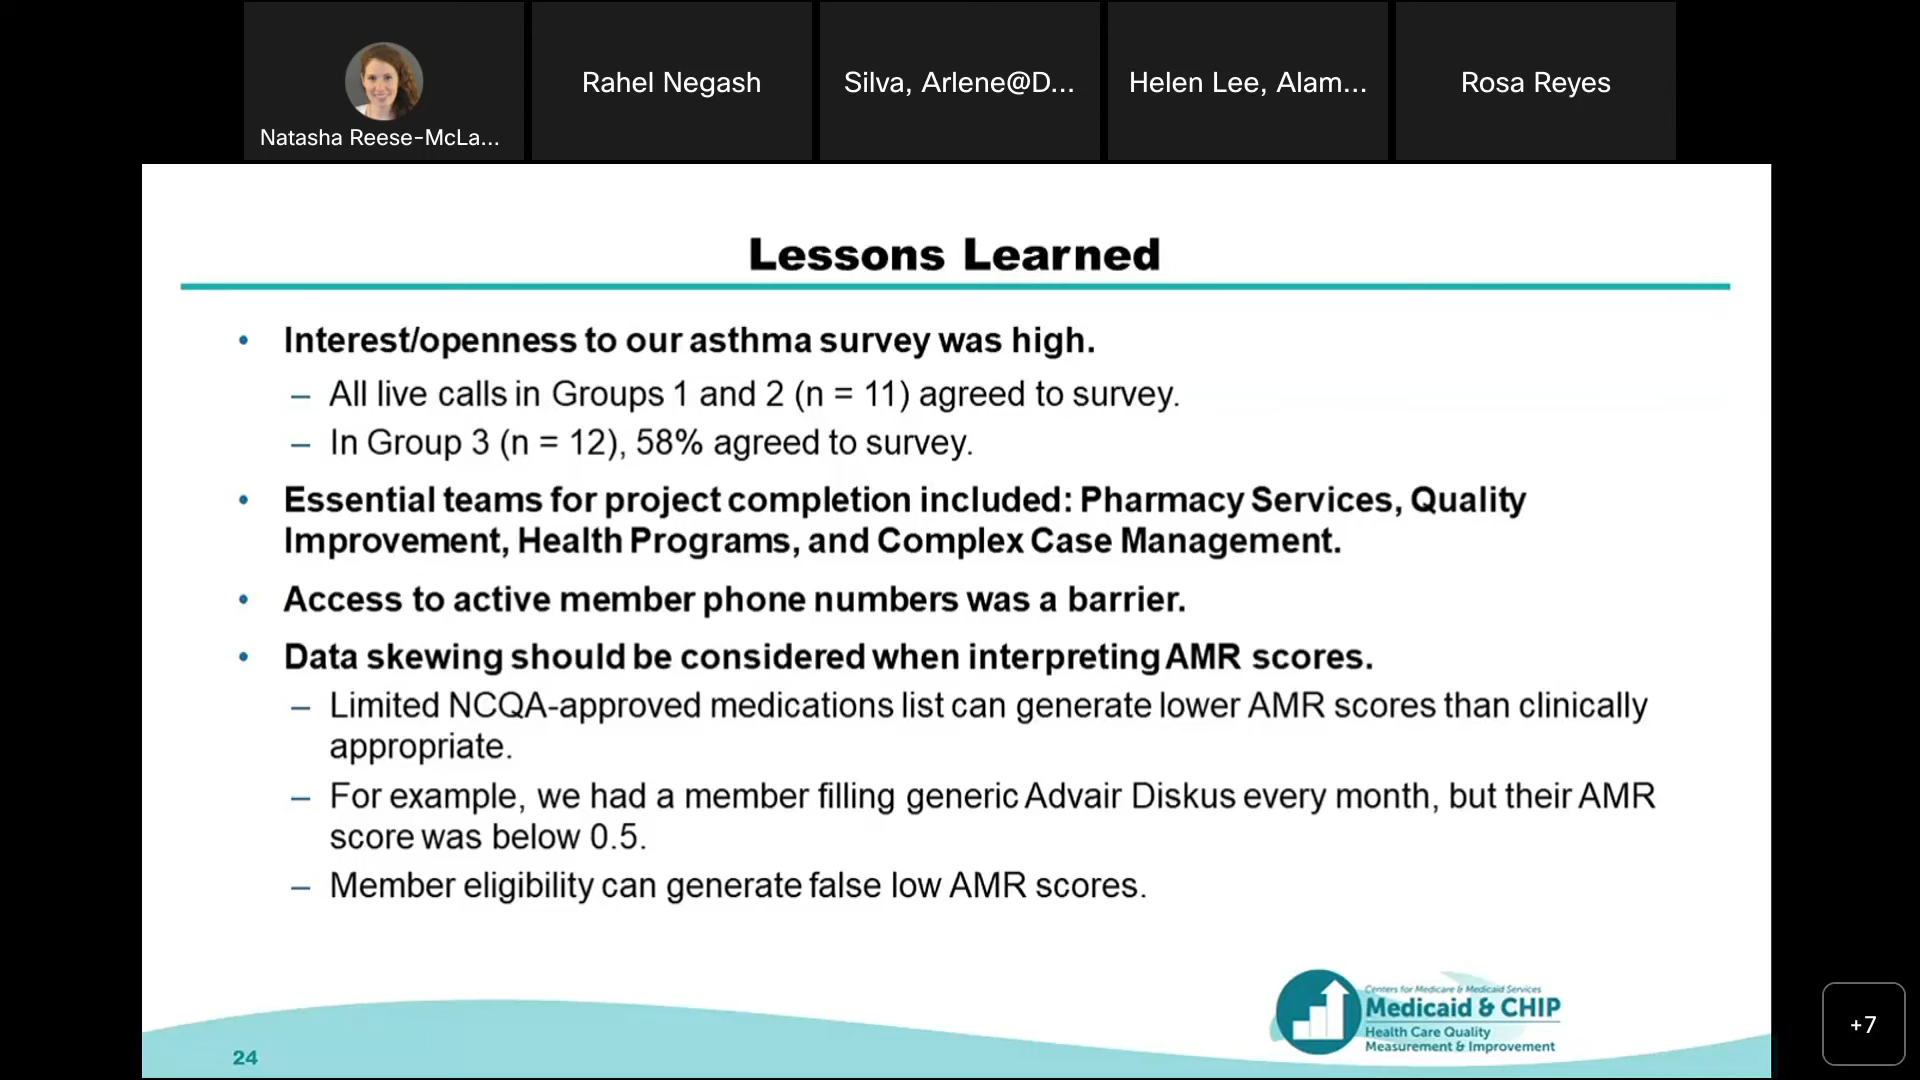 Natasha Reese-McLa...
Rahel Negash
Silva, Arlene@D...
Helen Lee, Alam...
Rosa Reyes
Lessons Learned
• Interest/openness to our asthma survey was high.
– All live calls in Groups 1 and 2 (n = 11) agreed to survey.
– In Group 3 (n = 12), 58% agreed to survey.
• Essential teams for project completion included: Pharmacy Services, Quality
Improvement, Health Programs, and Complex Case Management.
• Access to active member phone numbers was a barrier.
• Data skewing should be considered when interpreting AMR scores.
– Limited NCQA-approved medications list can generate lower AMR scores than clinically
appropriate.
– For example, we had a member filling generic Advair Diskus every month, but their AMR
score was below 0.5.
– Member eligibility can generate false low AMR scores.
Centers for Medicare & Medicaid Services
Medicaid & CHIP
Health Care Quality
Measurement & Improvement
24
+7